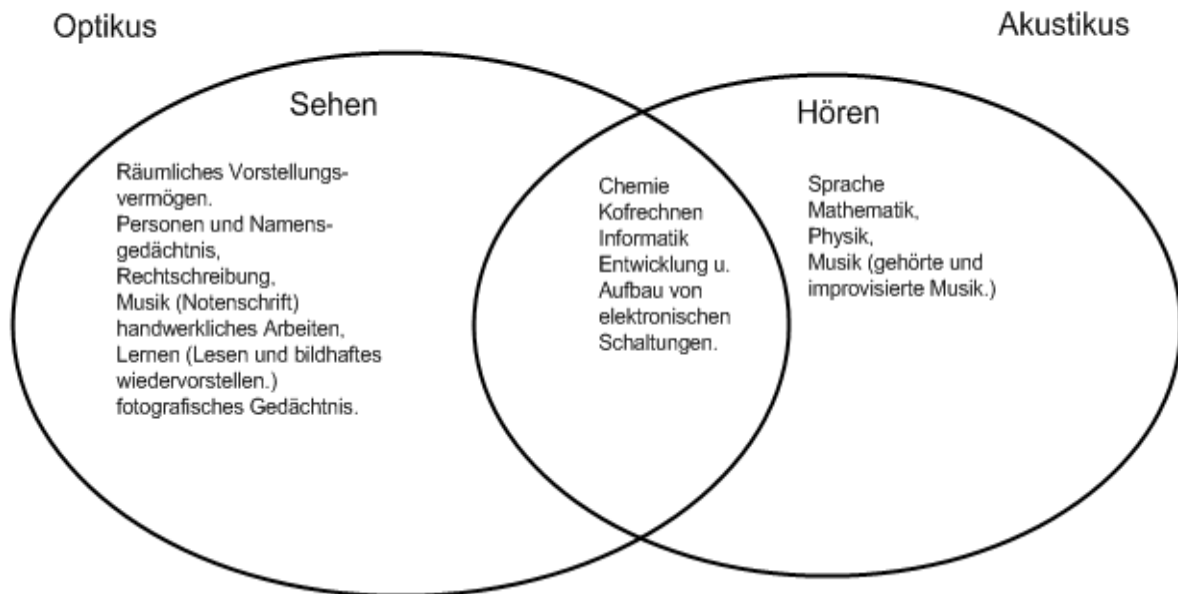 Optikus
Akustikus
Sehen
Räumliches Vorstellungs-
vermögen.
Personen und Namens-
gedächtnis,
Rechtschreibung,
Musik (Notenschrift)
handwerkliches Arbeiten,
Lernen (Lesen und bildhaftes
wiedervorstellen.)
fotografisches Gedächtnis.
Chemie
Kofrechnen
Informatik
Entwicklung u.
Aufbau von
elektronischen
Schaltungen.
Hören
Sprache
Mathematik,
Physik,
Musik (gehörte und
improvisierte Musik.)